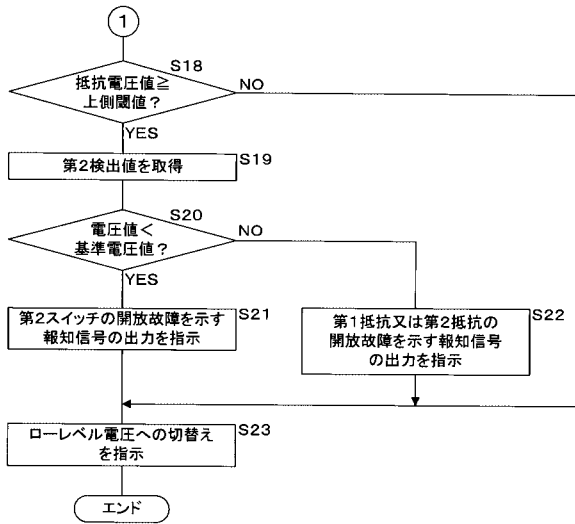 1
S18
抵抗電圧値≧
上側閾値?
NO
YES
第2検出値を取得
S19
S20
電圧値<
基準電圧値?
NO
YES
第2スイッチの開放故障を示す
報知信号の出力を指示
S21
第1抵抗又は第2抵抗の
開放故障を示す報知信号
の出力を指示
S22
ローレベル電圧への切替え
を指示
S23
エンド